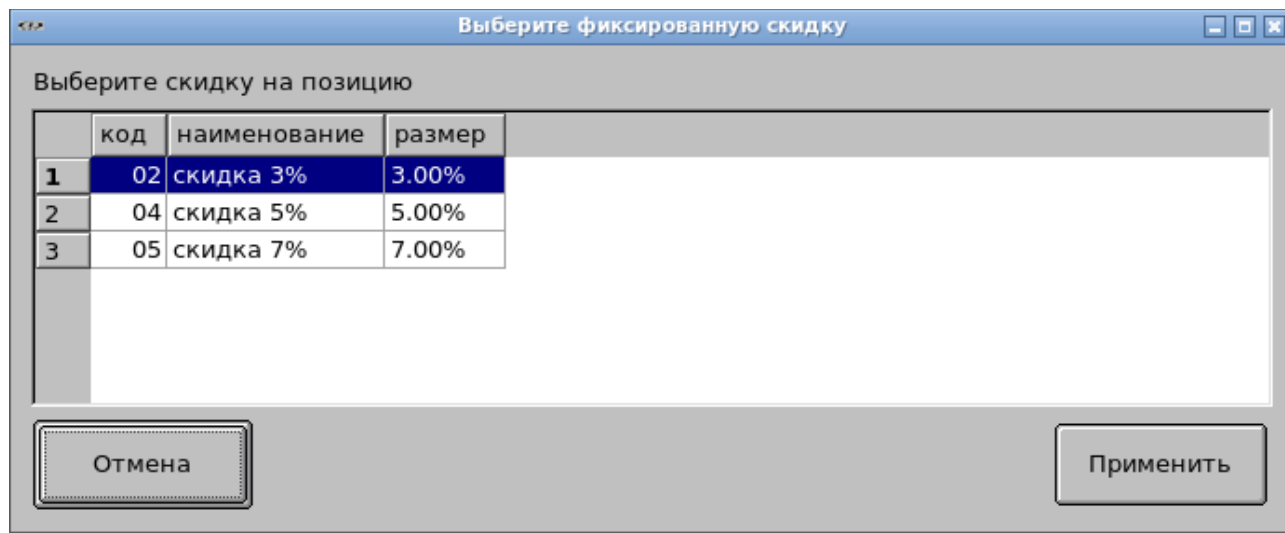 Выберите фиксированную скидку
Выберите скидку на позицию
код наименование размер
1 02 скидка 3% 3.00%
2 04 скидка 5% 5.00%
3 05 скидка 7% 7.00%
Отмена Применить